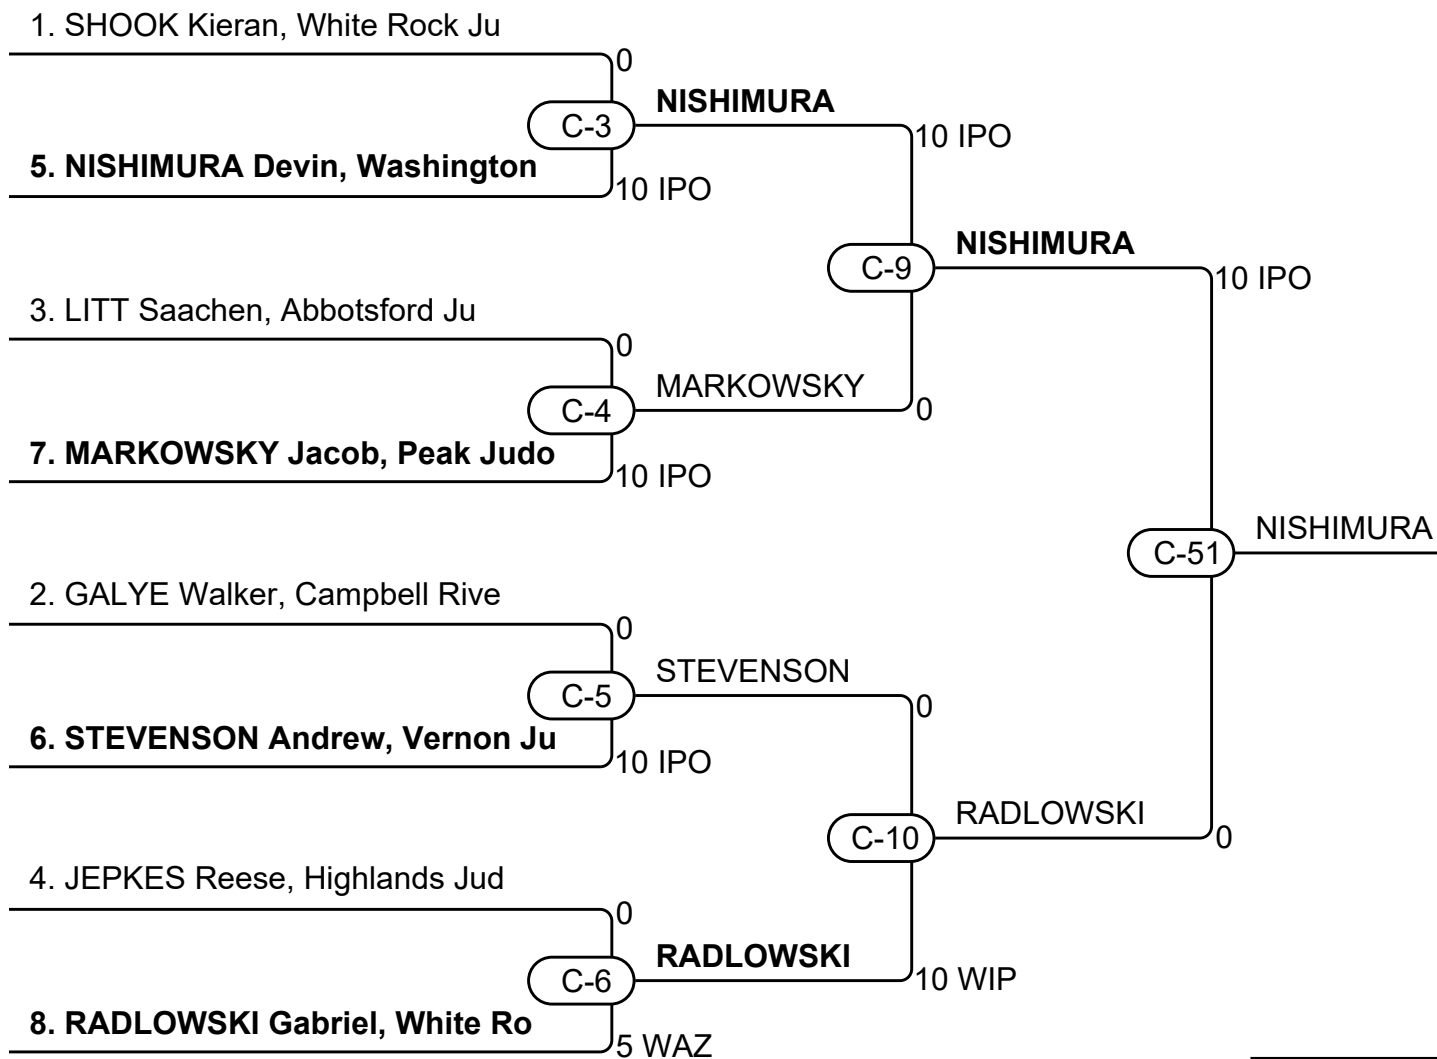 1. SHOOK Kieran, White Rock Ju
0
NISHIMURA
C-3
10 IPO
5. NISHIMURA Devin, Washington
10 IPO
NISHIMURA
C-9
10 IPO
3. LITT Saachen, Abbotsford Ju
0
MARKOWSKY
C-4
0
7. MARKOWSKY Jacob, Peak Judo
10 IPO
NISHIMURA
C-51
2. GALYE Walker, Campbell Rive
0
STEVENSON
C-5
0
6. STEVENSON Andrew, Vernon Ju
10 IPO
RADLOWSKI
C-10
0
4. JEPKES Reese, Highlands Jud
0
RADLOWSKI
C-6
10 WIP
8. RADLOWSKI Gabriel, White Ro
5 WAZ